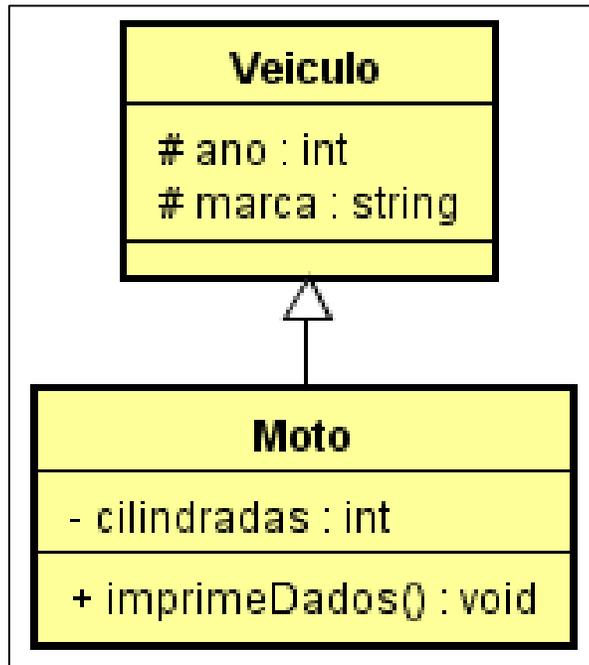 Veiculo
# ano : int
# marca : string
Moto
- cilindradas : int
+ imprimeDados() : void